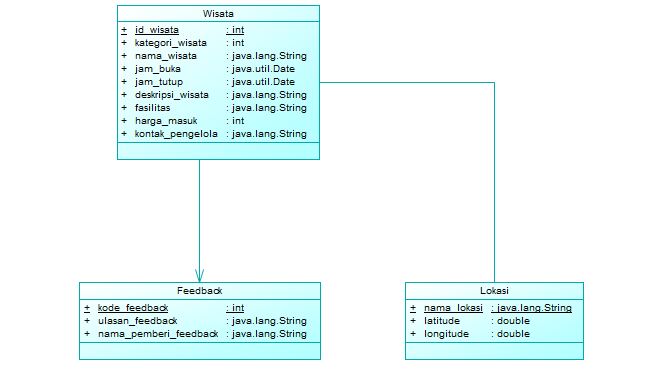 Wisata
+ id_wisata : int
+ kategori_wisata : int
+ nama_wisata : java.lang.String
+ jam_buka : java.util.Date
+ jam_tutup : java.util.Date
+ deskripsi_wisata : java.lang.String
+ fasilitas : java.lang.String
+ harga_masuk : int
+ kontak_pengelola : java.lang.String
Feedback
+ kode_feedback : int
+ ulasan_feedback : java.lang.String
+ nama_pemberi_feedback : java.lang.String
Lokasi
+ nama_lokasi : java.lang.String
+ latitude : double
+ longitude : double